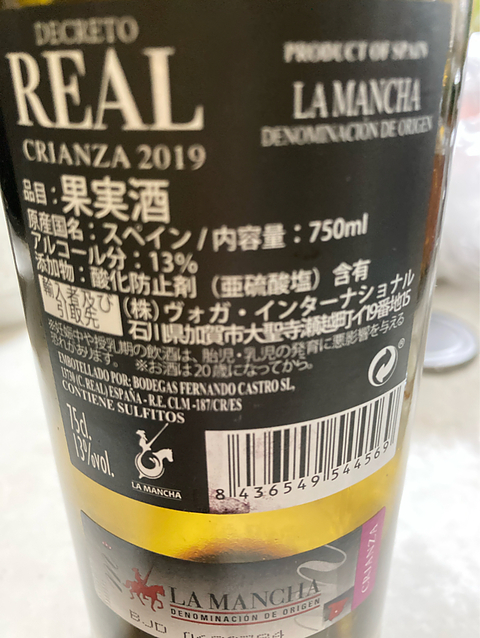 DECRETO
REAL
CRIANZA 2019
PRODUCT OF SPAIN
LA MANCHA
DENOMINACIÓN DE ORIGEN
品目：果実酒
原産国名：スペイン / 内容量：750ml
アルコール分：13%
添加物：酸化防止剤（亜硫酸塩）含有
輸入者及び
引取先
(株) ヴォガ・インターナショナル
石川県加賀市大聖寺瀬越町イ19番地15
※妊娠中や授乳期の飲酒は、胎児・乳児の発育に悪影響を与える
恐れがあります。 ※お酒は20歳になってから。
EMBOTELLADO POR: BODEGAS FERNANDO CASTRO SL,
13730 (C. REAL) ESPAÑA - R.E. CLM -187/CR/ES
CONTIENE SULFITOS
75cl.
13%vol.
LA MANCHA
8 436549 544569
LA MANCHA
DENOMINACIÓN DE ORIGEN
CRIANZA